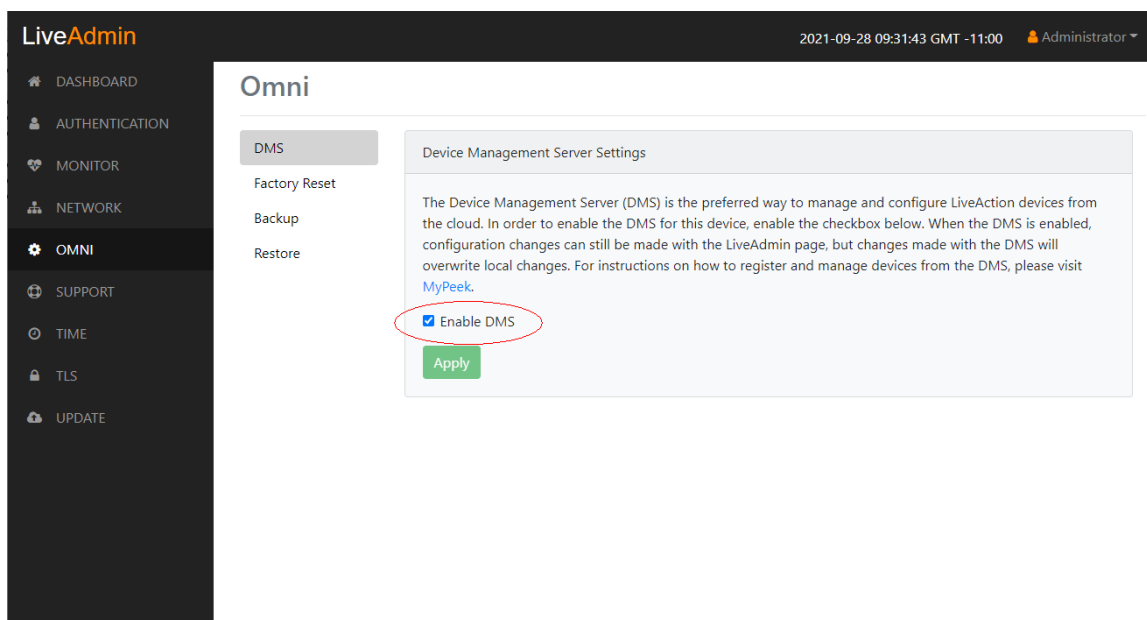 LiveAdmin
2021-09-28 09:31:43 GMT -11:00
Administrator
DASHBOARD
AUTHENTICATION
MONITOR
NETWORK
OMNI
SUPPORT
TIME
TLS
UPDATE
Omni
DMS
Factory Reset
Backup
Restore
Device Management Server Settings
The Device Management Server (DMS) is the preferred way to manage and configure LiveAction devices from
the cloud. In order to enable the DMS for this device, enable the checkbox below. When the DMS is enabled,
configuration changes can still be made with the LiveAdmin page, but changes made with the DMS will
overwrite local changes. For instructions on how to register and manage devices from the DMS, please visit
MyPeek.
Enable DMS
Apply